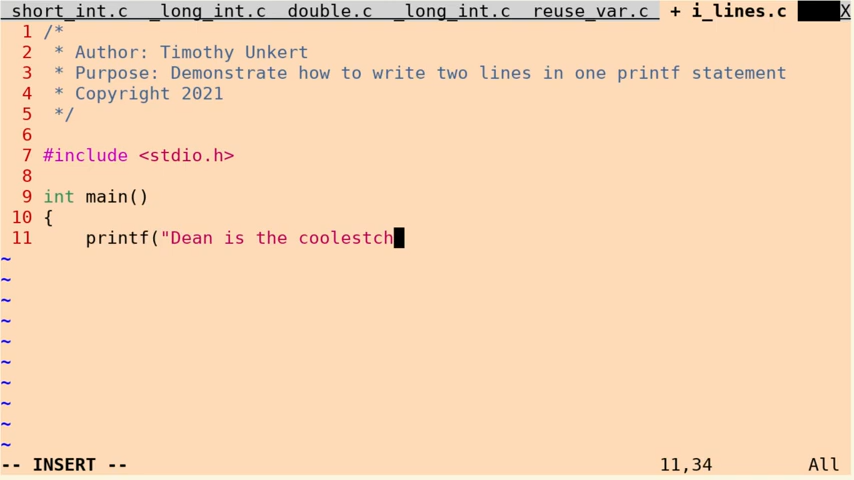 short_int.c _long_int.c double.c _long_int.c reuse_var.c + i_lines.c X
1 /*
2  * Author: Timothy Unkert
3  * Purpose: Demonstrate how to write two lines in one printf statement
4  * Copyright 2021
5  */
6
7 #include <stdio.h>
8
9 int main()
10 {
11     printf("Dean is the coolestch
~
~
~
~
~
~
~
~
~
~
-- INSERT -- 11,34 All